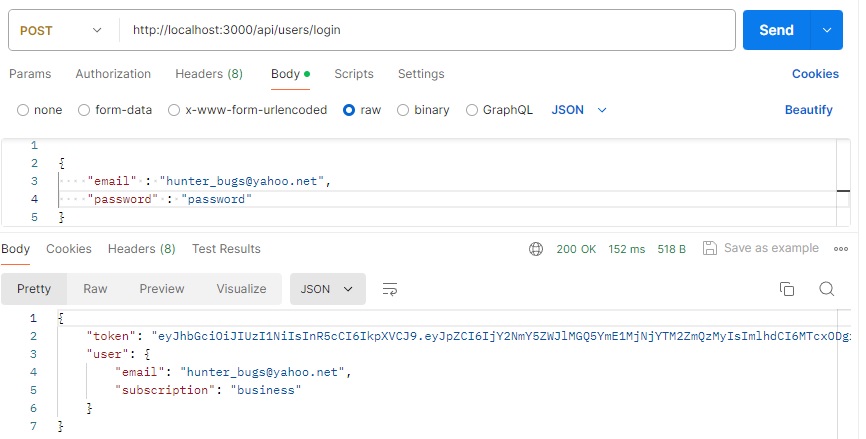 POST http://localhost:3000/api/users/login Send
Params Authorization Headers (8) Body Scripts Settings Cookies
none form-data x-www-form-urlencoded raw binary GraphQL JSON Beautify
1
2 {
3 "email" : "hunter_bugs@yahoo.net",
4 "password" : "password"
5 }
Body Cookies Headers (8) Test Results 200 OK 152 ms 518 B Save as example
Pretty Raw Preview Visualize JSON
1 {
2 "token": "eyJhbGciOiJIUzI1NiIsInR5cCI6IkpXVCJ9.eyJpZCI6IjY2NmY5ZWJlMGQ5YmE1MjNjYTM2ZmQzMyIsImlhdCI6MTcxODg
3 "user": {
4 "email": "hunter_bugs@yahoo.net",
5 "subscription": "business"
6 }
7 }